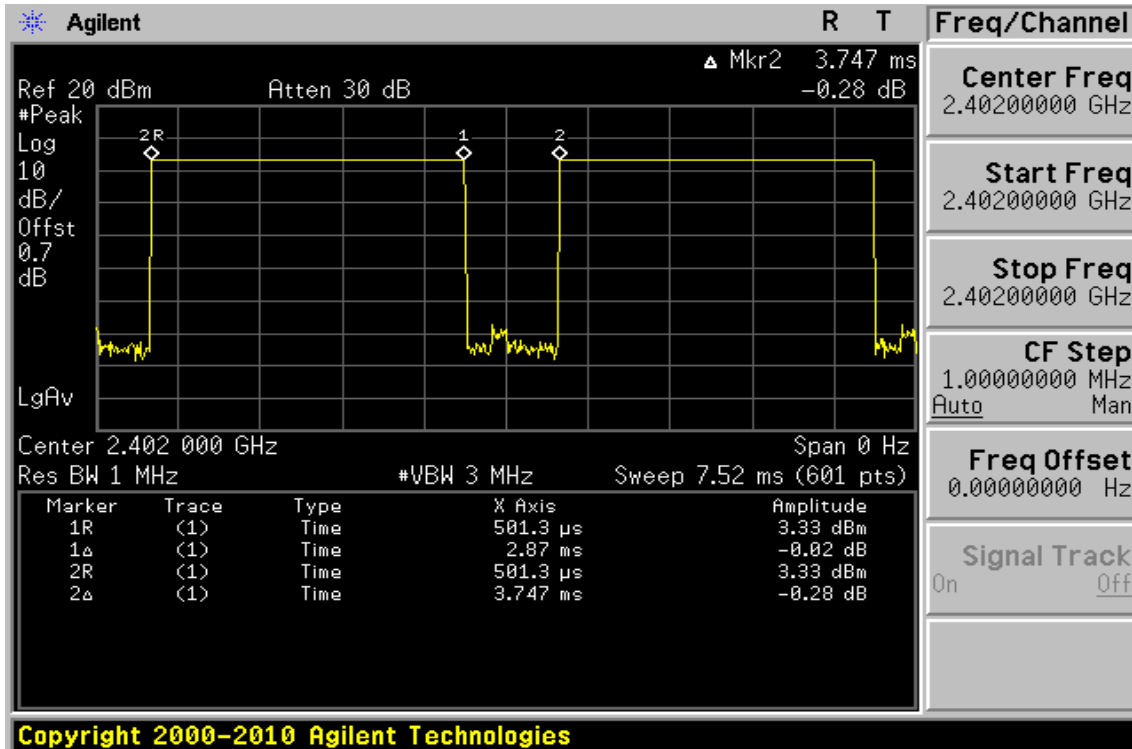 Agilent R T
Freq/Channel
▵ Mkr2 3.747 ms
Ref 20 dBm Atten 30 dB -0.28 dB
#Peak
Log
10
dB/
Offst
0.7
dB
LgAv
2R 1 2
Center 2.402 000 GHz Span 0 Hz
Res BW 1 MHz #VBW 3 MHz Sweep 7.52 ms (601 pts)
Marker Trace Type X Axis Amplitude
1R (1) Time 501.3 µs 3.33 dBm
1▵ (1) Time 2.87 ms -0.02 dB
2R (1) Time 501.3 µs 3.33 dBm
2▵ (1) Time 3.747 ms -0.28 dB
Center Freq
2.40200000 GHz
Start Freq
2.40200000 GHz
Stop Freq
2.40200000 GHz
CF Step
1.00000000 MHz
Auto Man
Freq Offset
0.00000000 Hz
Signal Track
On Off
Copyright 2000-2010 Agilent Technologies